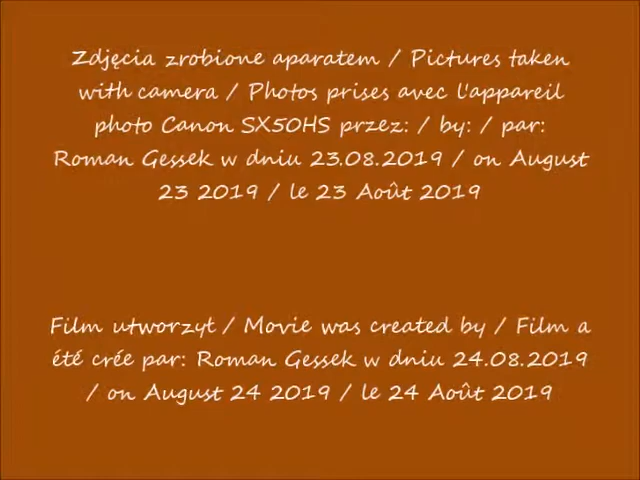 Zdjęcia zrobione aparatem / Pictures taken
with camera / Photos prises avec l'appareil
photo Canon SX50HS przez: / by: / par:
Roman Gessek w dniu 23.08.2019 / on August
23 2019 / le 23 Août 2019
Film utworzył / Movie was created by / Film a
été crée par: Roman Gessek w dniu 24.08.2019
/ on August 24 2019 / le 24 Août 2019